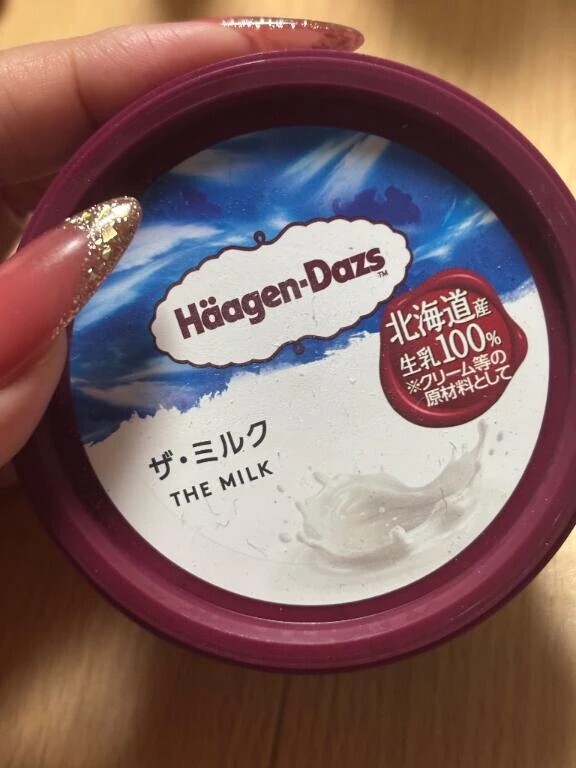 Häagen-Dazs
TM
北海道産
生乳100%
※クリーム等の
原材料として
ザ・ミルク
THE MILK